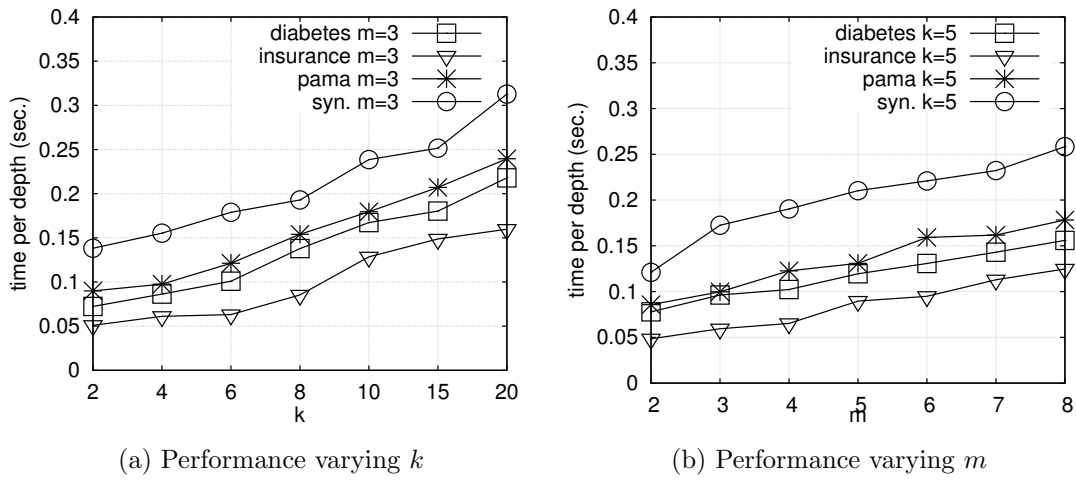 0.4
0.35
0.3
0.25
0.2
0.15
0.1
0.05
0
time per depth (sec.)
diabetes m=3
insurance m=3
pama m=3
syn. m=3
2 4 6 8 10 15 20
k
(a) Performance varying k
0.4
0.35
0.3
0.25
0.2
0.15
0.1
0.05
0
time per depth (sec.)
diabetes k=5
insurance k=5
pama k=5
syn. k=5
2 3 4 5 6 7 8
m
(b) Performance varying m